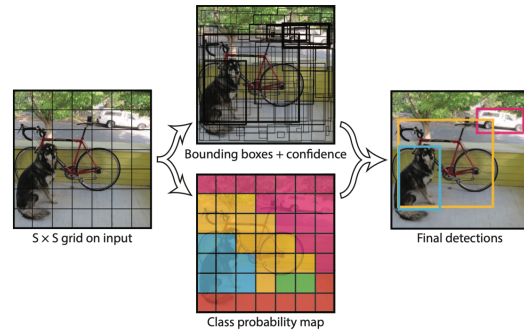 Bounding boxes + confidence
S × S grid on input
Final detections
Class probability map